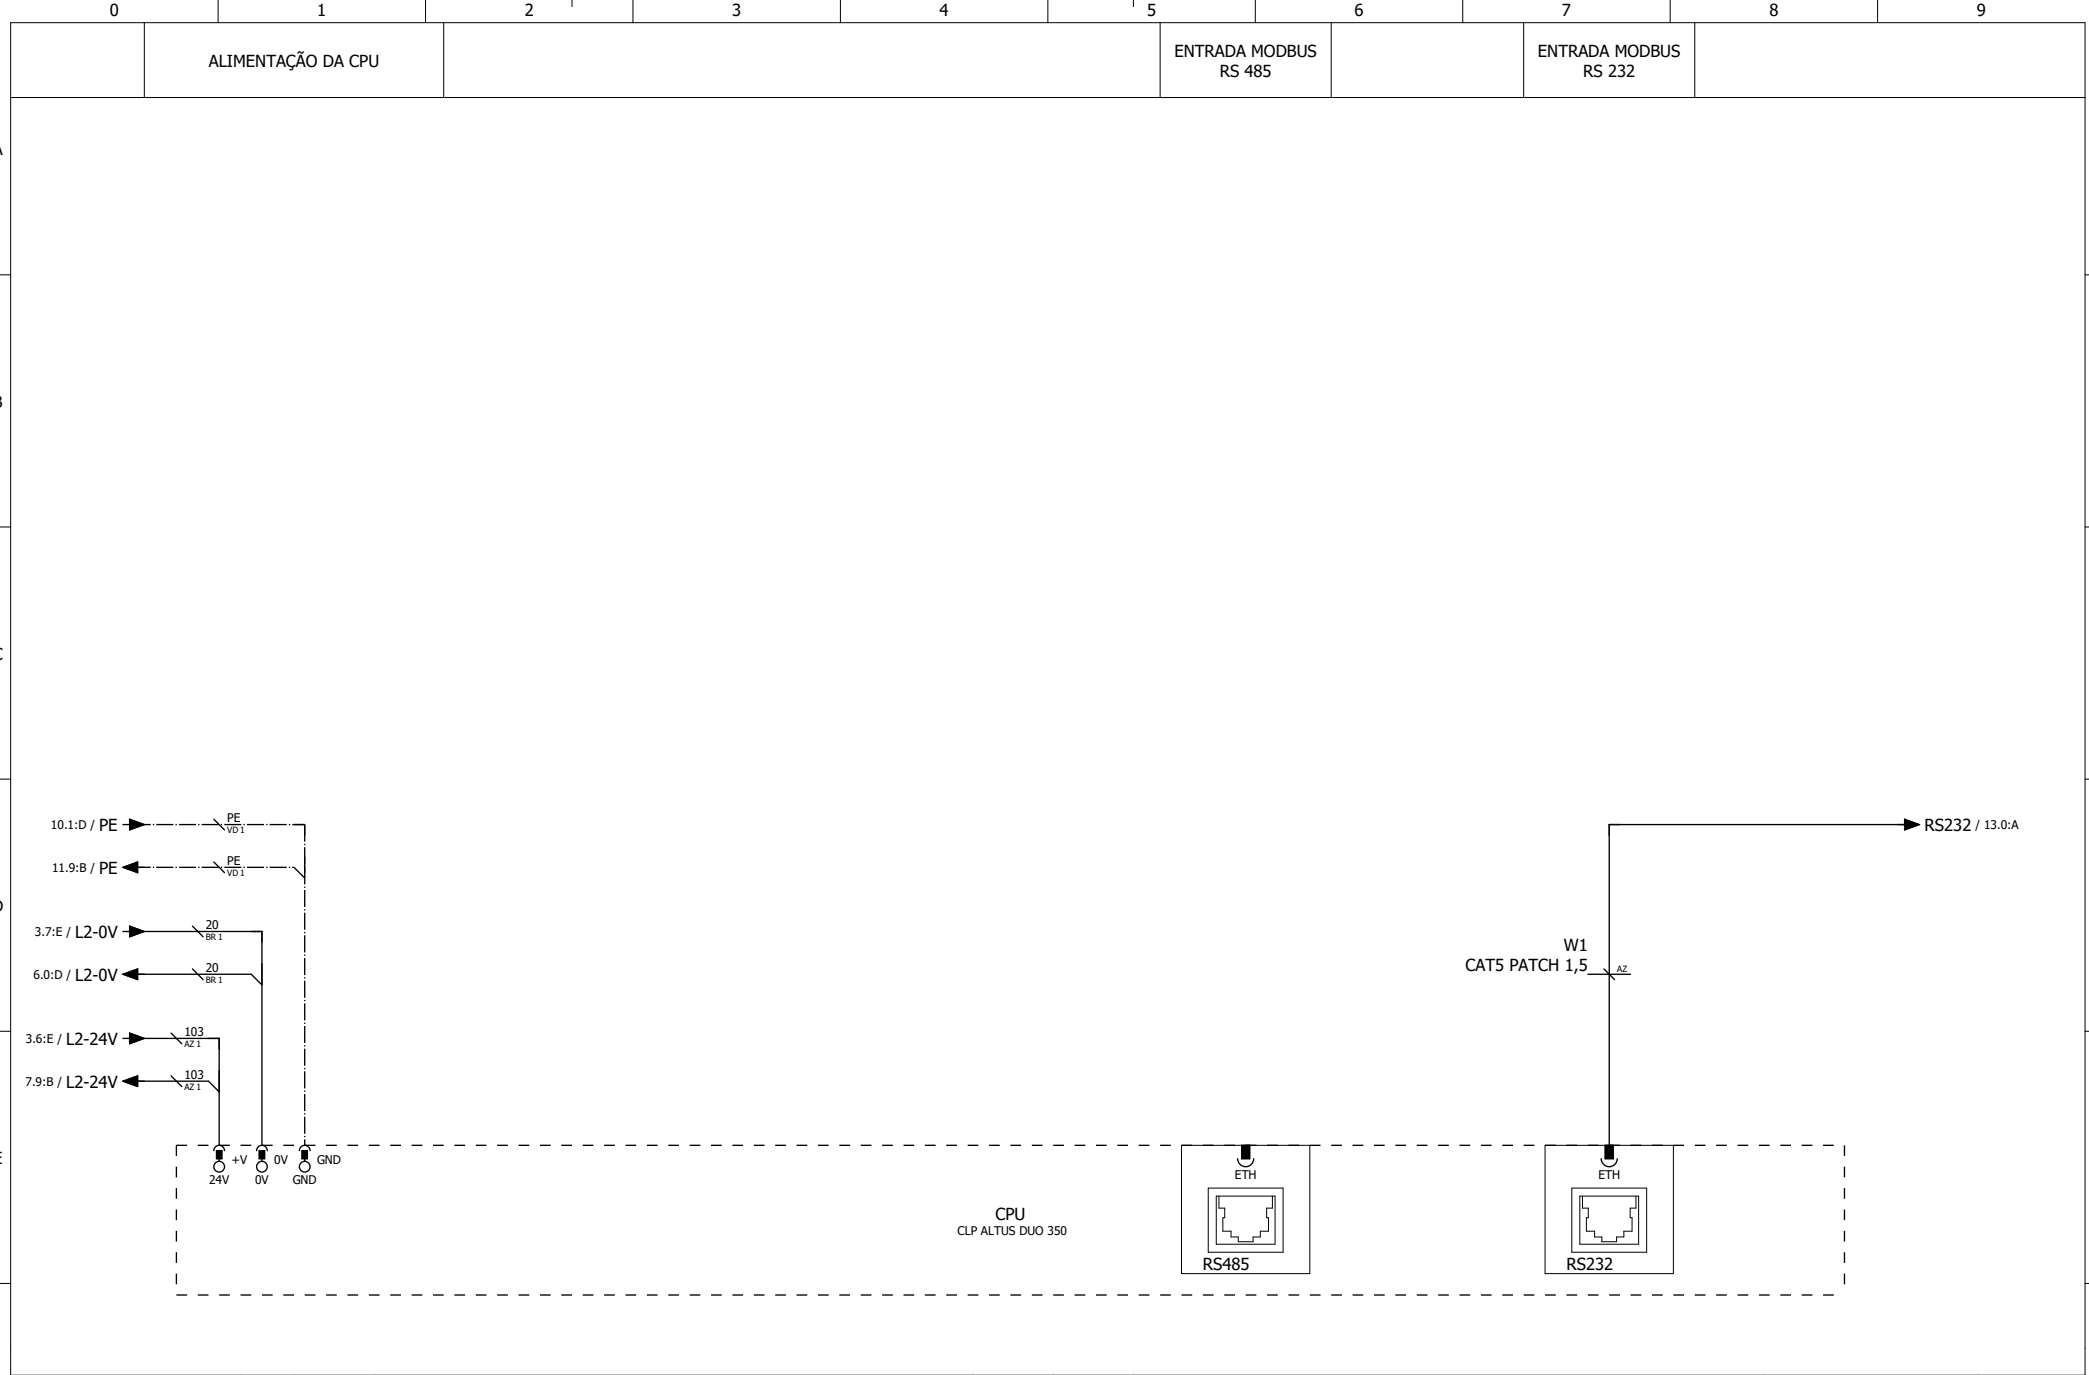 0 1 2 3 4 5 6 7 8 9
ALIMENTAÇÃO DA CPU
ENTRADA MODBUS
RS 485
ENTRADA MODBUS
RS 232
10.1:D / PE
PE
VD 1
RS232 / 13.0:A
11.9:B / PE
PE
VD 1
3.7:E / L2-0V
20
BR 1
W1
CAT5 PATCH 1,5
AZ
6.0:D / L2-0V
20
BR 1
3.6:E / L2-24V
103
AZ 1
7.9:B / L2-24V
103
AZ 1
+V 0V GND
24V 0V GND
ETH
ETH
CPU
CLP ALTUS DUO 350
RS485
RS232